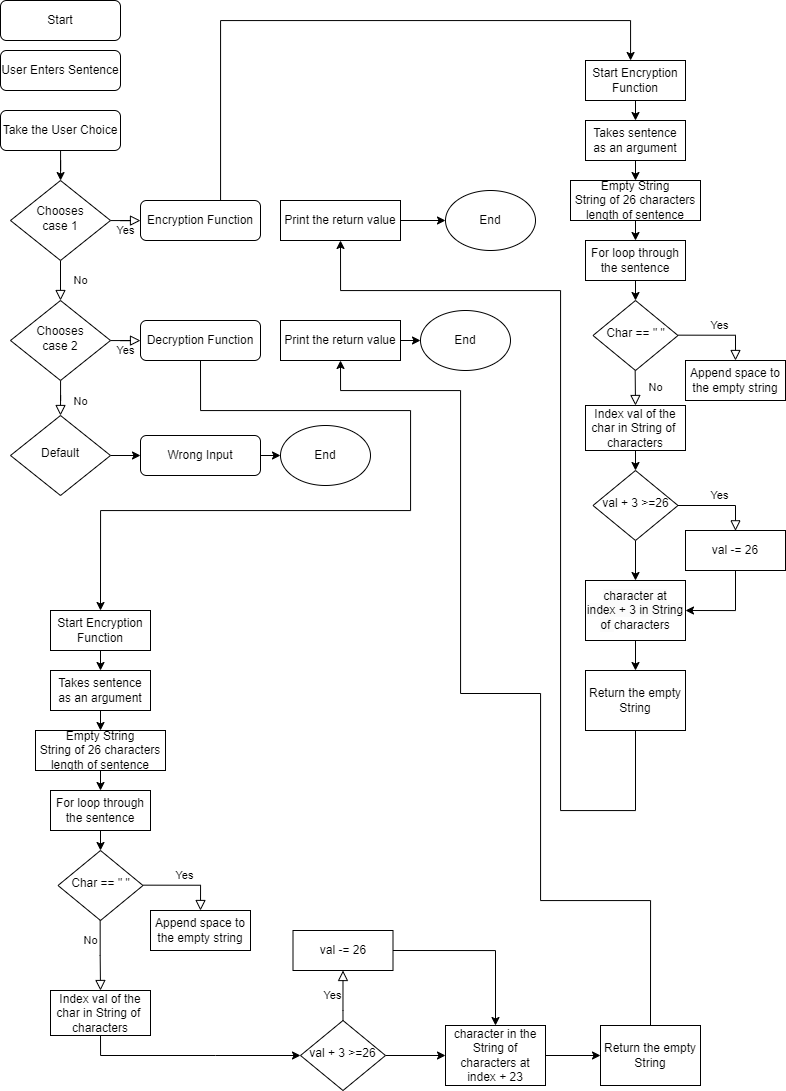 Start
User Enters Sentence
Take the User Choice
Chooses
case 1
Yes
Encryption Function
No
Chooses
case 2
Yes
Decryption Function
No
Default
Wrong Input
End
Print the return value
End
Print the return value
End
Start Encryption
Function
Takes sentence
as an argument
Empty String
String of 26 characters
length of sentence
For loop through
the sentence
Char == " "
Yes
Append space to
the empty string
No
Index val of the
char in String of
characters
val + 3 >=26
Yes
val -= 26
character at
index + 3 in String
of characters
Return the empty
String
Start Encryption
Function
Takes sentence
as an argument
Empty String
String of 26 characters
length of sentence
For loop through
the sentence
Char == " "
Yes
Append space to
the empty string
No
Index val of the
char in String of
characters
val + 3 >=26
Yes
val -= 26
character in the
String of
characters at
index + 23
Return the empty
String